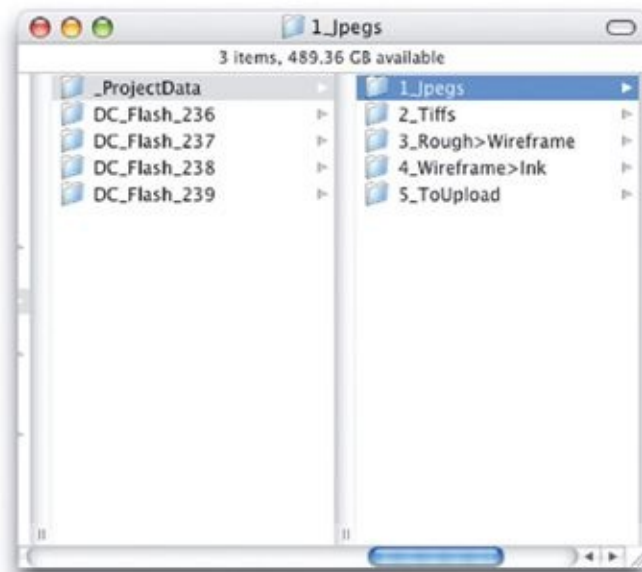 1_Jpegs
3 items, 489.36 GB available
_ProjectData
DC_Flash_236
DC_Flash_237
DC_Flash_238
DC_Flash_239
1_Jpegs
2_Tiffs
3_Rough>Wireframe
4_Wireframe>Ink
5_ToUpload